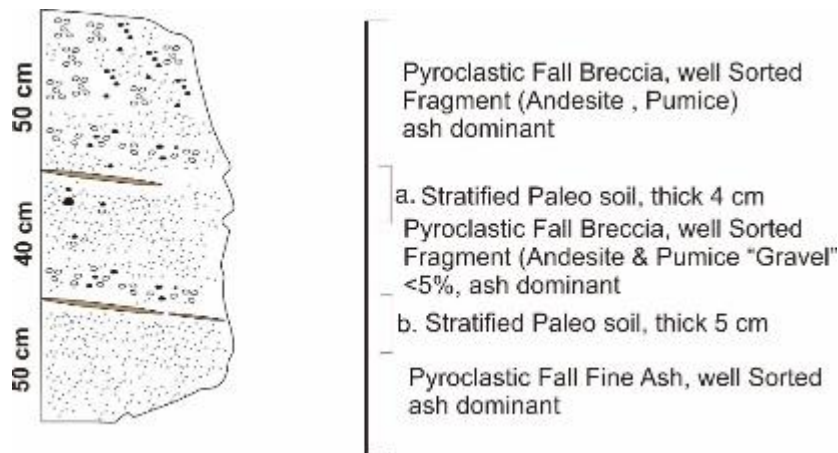 50 cm
40 cm
50 cm
Pyroclastic Fall Breccia, well Sorted
Fragment (Andesite , Pumice)
ash dominant
a. Stratified Paleo soil, thick 4 cm
Pyroclastic Fall Breccia, well Sorted
Fragment (Andesite & Pumice "Gravel"
<5%, ash dominant
b. Stratified Paleo soil, thick 5 cm
Pyroclastic Fall Fine Ash, well Sorted
ash dominant